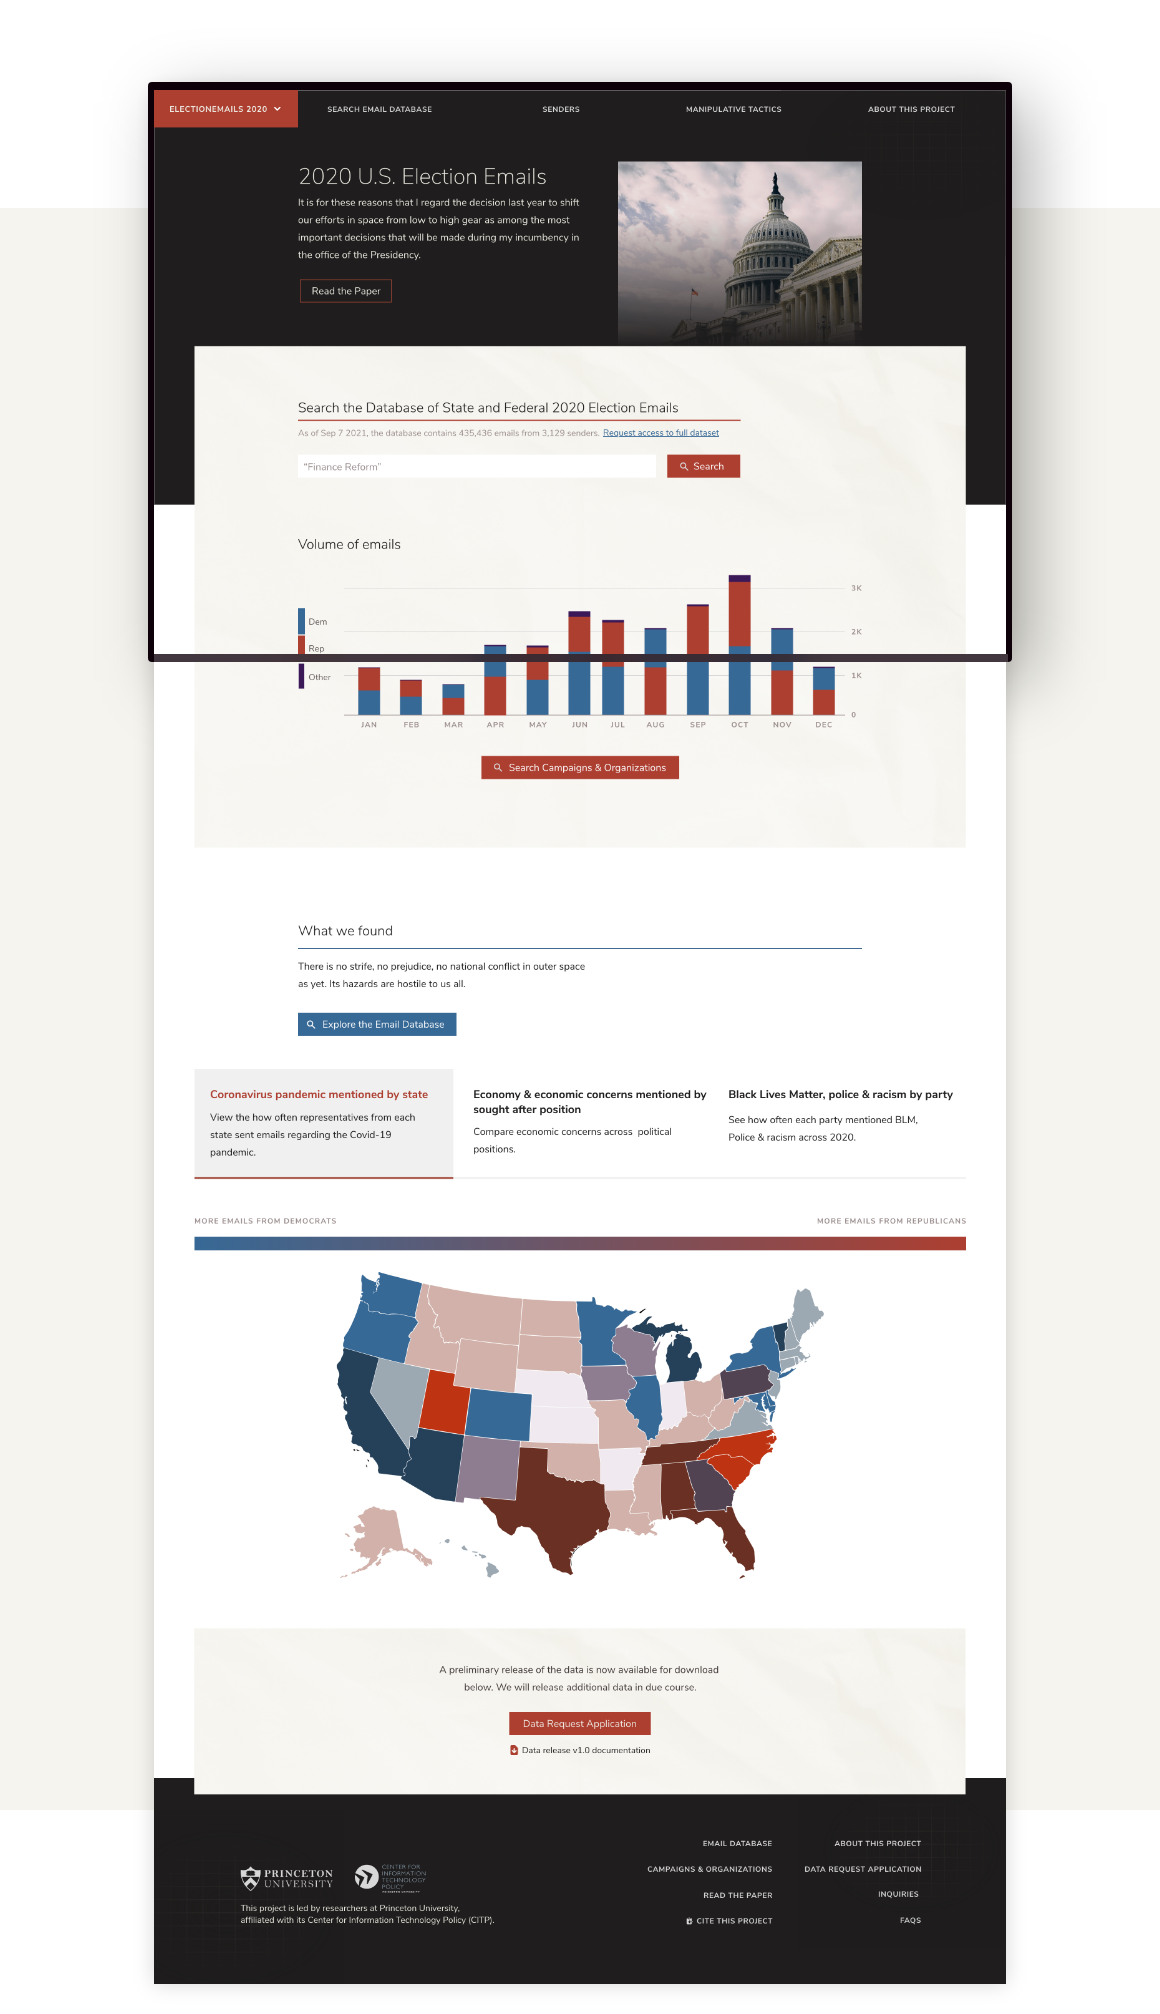 ELECTIONEMAILS 2020
SEARCH EMAIL DATABASE
SENDERS
MANIPULATIVE TACTICS
ABOUT THIS PROJECT
2020 U.S. Election Emails
It is for these reasons that I regard the decision last year to shift
our efforts in space from low to high gear as among the most
important decisions that will be made during my incumbency in
the office of the Presidency.
Read the Paper
Search the Database of State and Federal 2020 Election Emails
As of Sep 7 2021, the database contains 435,436 emails from 3,129 senders. Request access to full dataset
"Finance Reform"
Search
Volume of emails
3K
Dem
2K
Rep
Other
1K
0
JAN FEB MAR APR MAY JUN JUL AUG SEP OCT NOV DEC
Search Campaigns & Organizations
What we found
There is no strife, no prejudice, no national conflict in outer space
as yet. Its hazards are hostile to us all.
Explore the Email Database
Coronavirus pandemic mentioned by state
View the how often representatives from each
state sent emails regarding the Covid-19
pandemic.
Economy & economic concerns mentioned by
sought after position
Compare economic concerns across political
positions.
Black Lives Matter, police & racism by party
See how often each party mentioned BLM,
Police & racism across 2020.
MORE EMAILS FROM DEMOCRATS
MORE EMAILS FROM REPUBLICANS
A preliminary release of the data is now available for download
below. We will release additional data in due course.
Data Request Application
Data release v1.0 documentation
PRINCETON
UNIVERSITY
CENTER FOR
INFORMATION
TECHNOLOGY
POLICY
PRINCETON UNIVERSITY
This project is led by researchers at Princeton University,
affiliated with its Center for Information Technology Policy (CITP).
EMAIL DATABASE
CAMPAIGNS & ORGANIZATIONS
READ THE PAPER
CITE THIS PROJECT
ABOUT THIS PROJECT
DATA REQUEST APPLICATION
INQUIRIES
FAQS